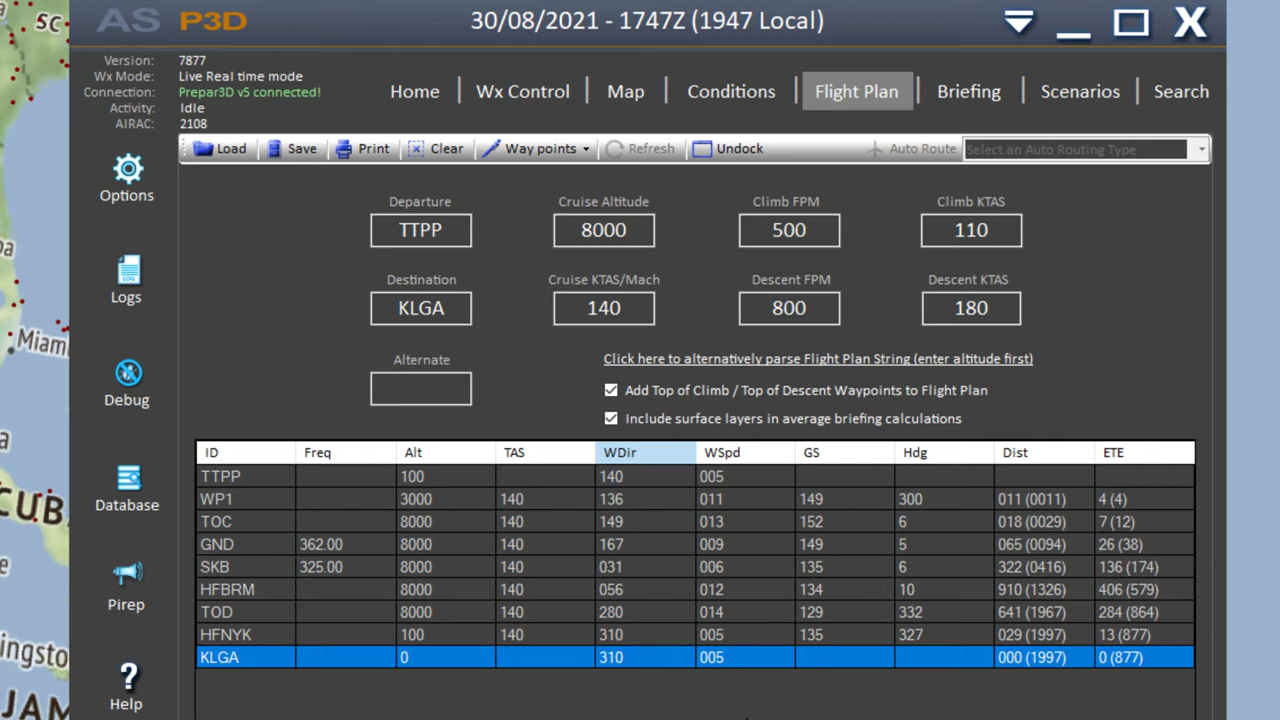 AS P3D
30/08/2021 - 1747Z (1947 Local)
Version: 7877
Wx Mode: Live Real time mode
Connection: Prepar3D v5 connected!
Activity: Idle
AIRAC: 2108
Home Wx Control Map Conditions Flight Plan Briefing Scenarios Search
Load Save Print Clear Way points Refresh Undock Auto Route Select an Auto Routing Type
Options
Logs
Debug
Database
Pirep
Help
Departure Cruise Altitude Climb FPM Climb KTAS
TTPP 8000 500 110
Destination Cruise KTAS/Mach Descent FPM Descent KTAS
KLGA 140 800 180
Alternate
Click here to alternatively parse Flight Plan String (enter altitude first)
Add Top of Climb / Top of Descent Waypoints to Flight Plan
Include surface layers in average briefing calculations
ID Freq Alt TAS WDir WSpd GS Hdg Dist ETE
TTPP 100 140 005
WP1 3000 140 136 011 149 300 011 (0011) 4 (4)
TOC 8000 140 149 013 152 6 018 (0029) 7 (12)
GND 362.00 8000 140 167 009 149 5 065 (0094) 26 (38)
SKB 325.00 8000 140 031 006 135 6 322 (0416) 136 (174)
HFBRM 8000 140 056 012 134 10 910 (1326) 406 (579)
TOD 8000 140 280 014 129 332 641 (1967) 284 (864)
HFNYK 100 140 310 005 135 327 029 (1997) 13 (877)
KLGA 0 310 005 000 (1997) 0 (877)
SC
Miam
CUB
ngsto
JAM